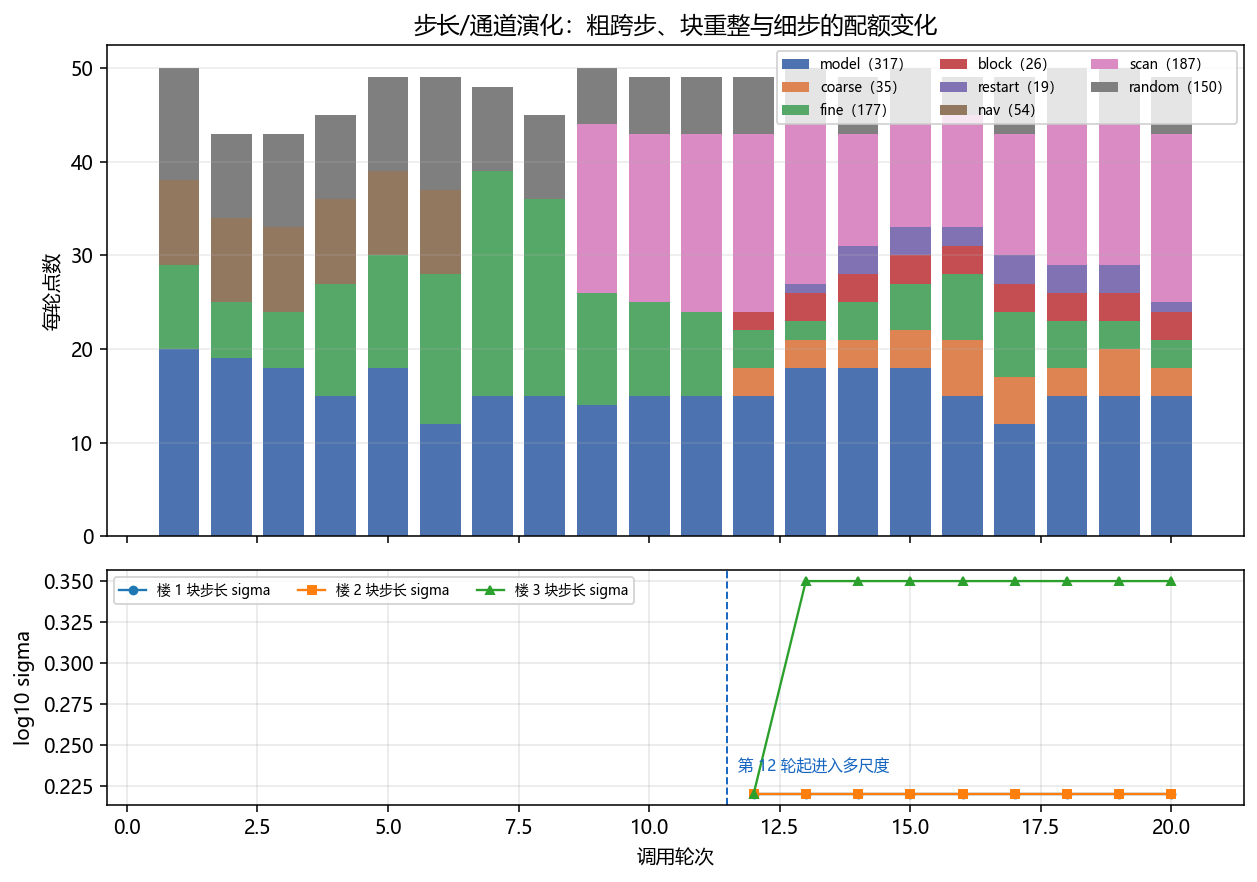 步长/通道演化：粗跨步、块重整与细步的配额变化
model（317）
coarse（35）
fine（177）
block（26）
restart（19）
nav（54）
scan（187）
random（150）
每轮点数
50
40
30
20
10
0
楼 1 块步长 sigma
楼 2 块步长 sigma
楼 3 块步长 sigma
log10 sigma
0.350
0.325
0.300
0.275
0.250
0.225
第 12 轮起进入多尺度
0.0 2.5 5.0 7.5 10.0 12.5 15.0 17.5 20.0
调用轮次